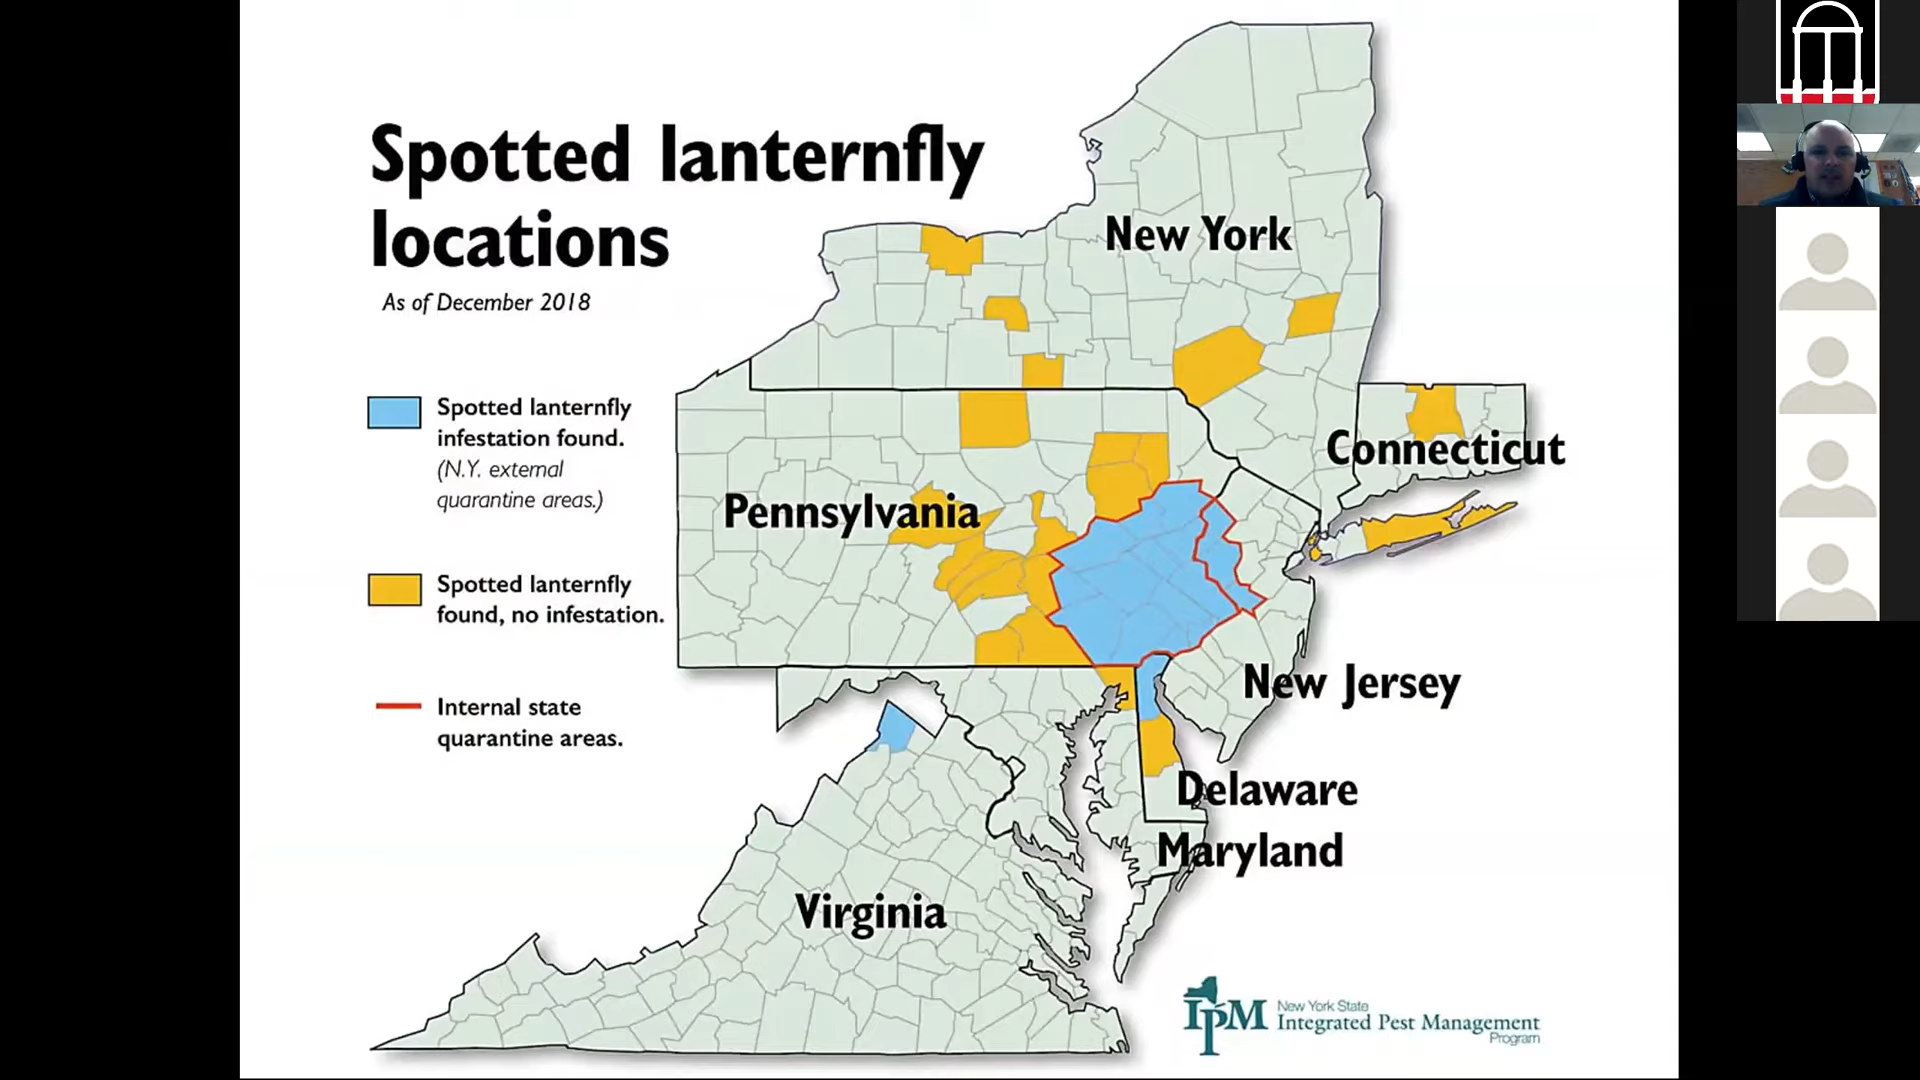 Spotted lanternfly
locations
As of December 2018
Spotted lanternfly
infestation found.
(N.Y. external
quarantine areas.)
Spotted lanternfly
found, no infestation.
Internal state
quarantine areas.
New York
Connecticut
Pennsylvania
New Jersey
Delaware
Maryland
Virginia
IPM
New York State
Integrated Pest Management
Program